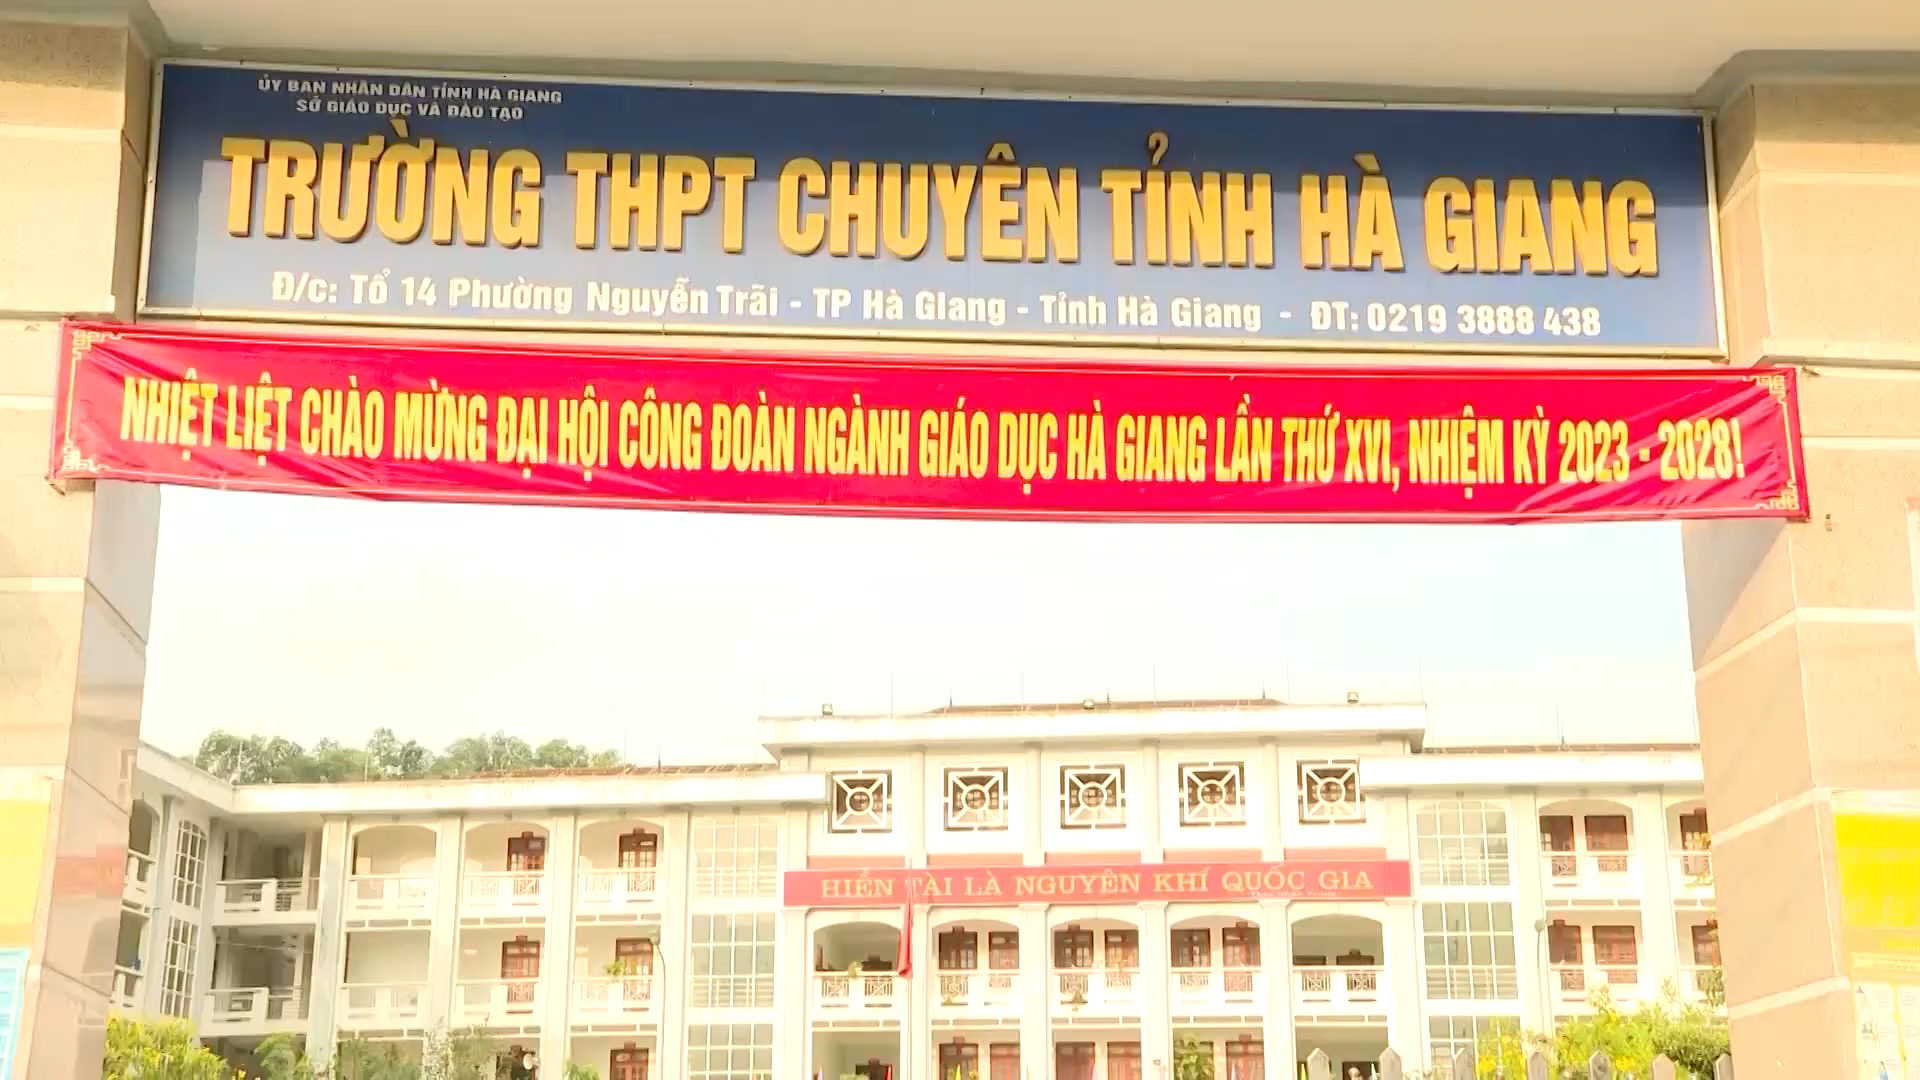 ỦY BAN NHÂN DÂN TỈNH HÀ GIANG
SỞ GIÁO DỤC VÀ ĐÀO TẠO
TRƯỜNG THPT CHUYÊN TỈNH HÀ GIANG
Đ/c: Tổ 14 Phường Nguyễn Trãi - TP Hà Giang - Tỉnh Hà Giang - ĐT: 0219 3888 438
NHIỆT LIỆT CHÀO MỪNG ĐẠI HỘI CÔNG ĐOÀN NGÀNH GIÁO DỤC HÀ GIANG LẦN THỨ XVI, NHIỆM KỲ 2023 - 2028!
HIỀN TÀI LÀ NGUYÊN KHÍ QUỐC GIA